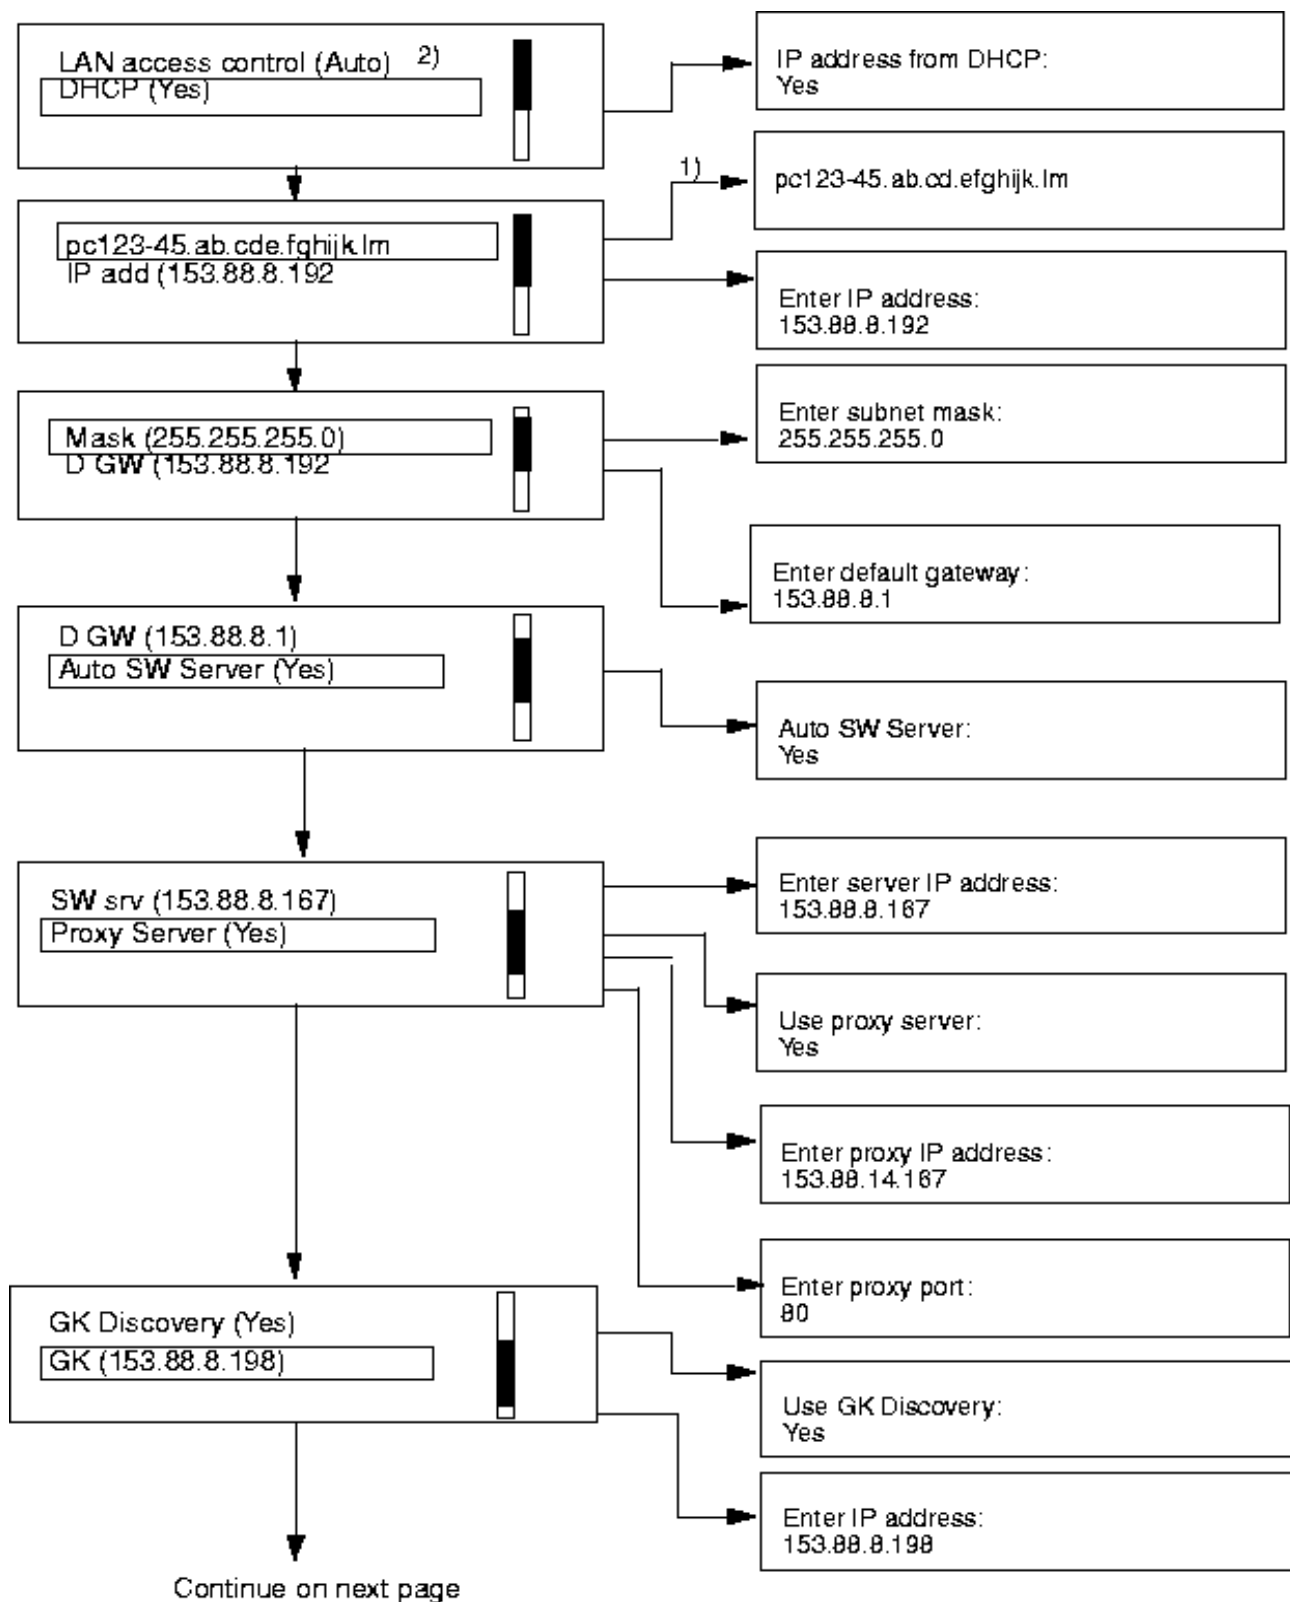 LAN access control (Auto) 2)
DHCP (Yes)
IP address from DHCP:
Yes
1)
pc123-45.ab.cd.efghijk.lm
pc123-45.ab.cde.fghijk.lm
IP add (153.88.8.192
Enter IP address:
153.88.8.192
Mask (255.255.255.0)
D GW (153.88.8.192
Enter subnet mask:
255.255.255.0
Enter default gateway:
153.88.8.1
D GW (153.88.8.1)
Auto SW Server (Yes)
Auto SW Server:
Yes
SW srv (153.88.8.167)
Proxy Server (Yes)
Enter server IP address:
153.88.8.167
Use proxy server:
Yes
Enter proxy IP address:
153.88.14.167
Enter proxy port:
80
GK Discovery (Yes)
GK (153.88.8.198)
Use GK Discovery:
Yes
Enter IP address:
153.88.8.198
Continue on next page